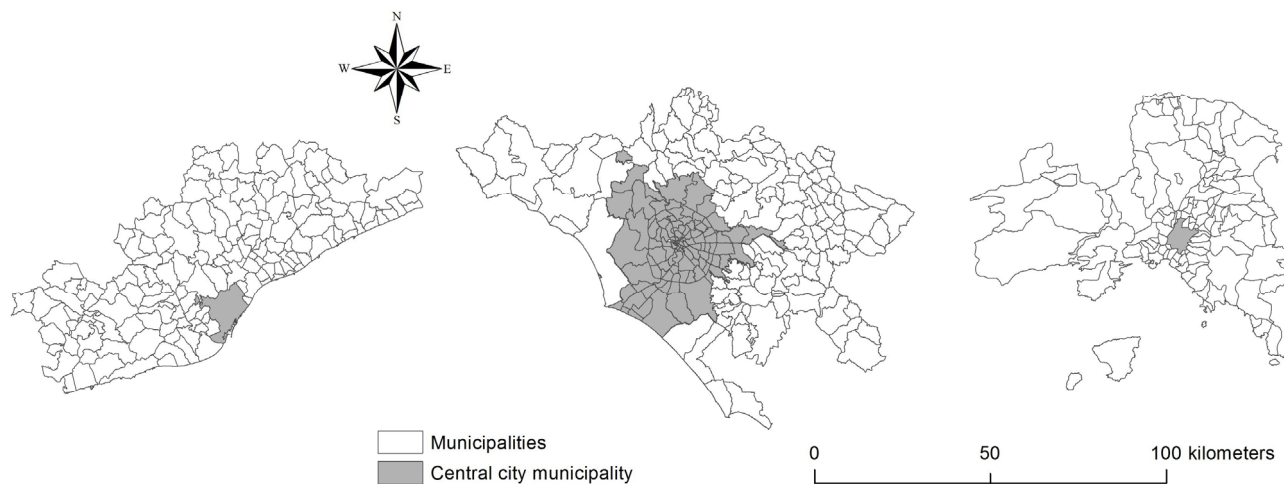 N
W E
S
Municipalities
Central city municipality
0 50 100 kilometers